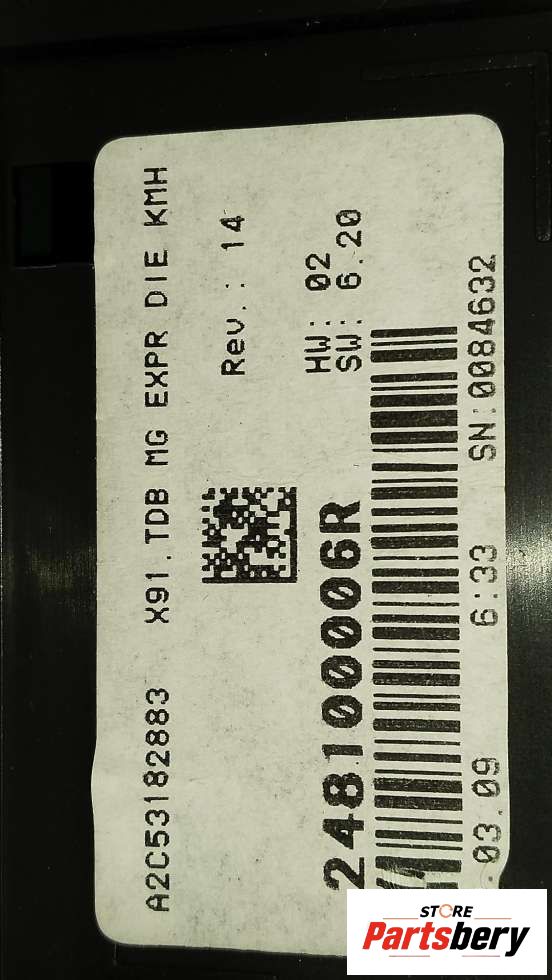 A2C53182883 X91.TDB MG EXPR DIE KMH
Rev.: 14
HW: 02
SW: 6.20
248100006R
.03.09 6:33 SN:0084632
STORE
Partsbery